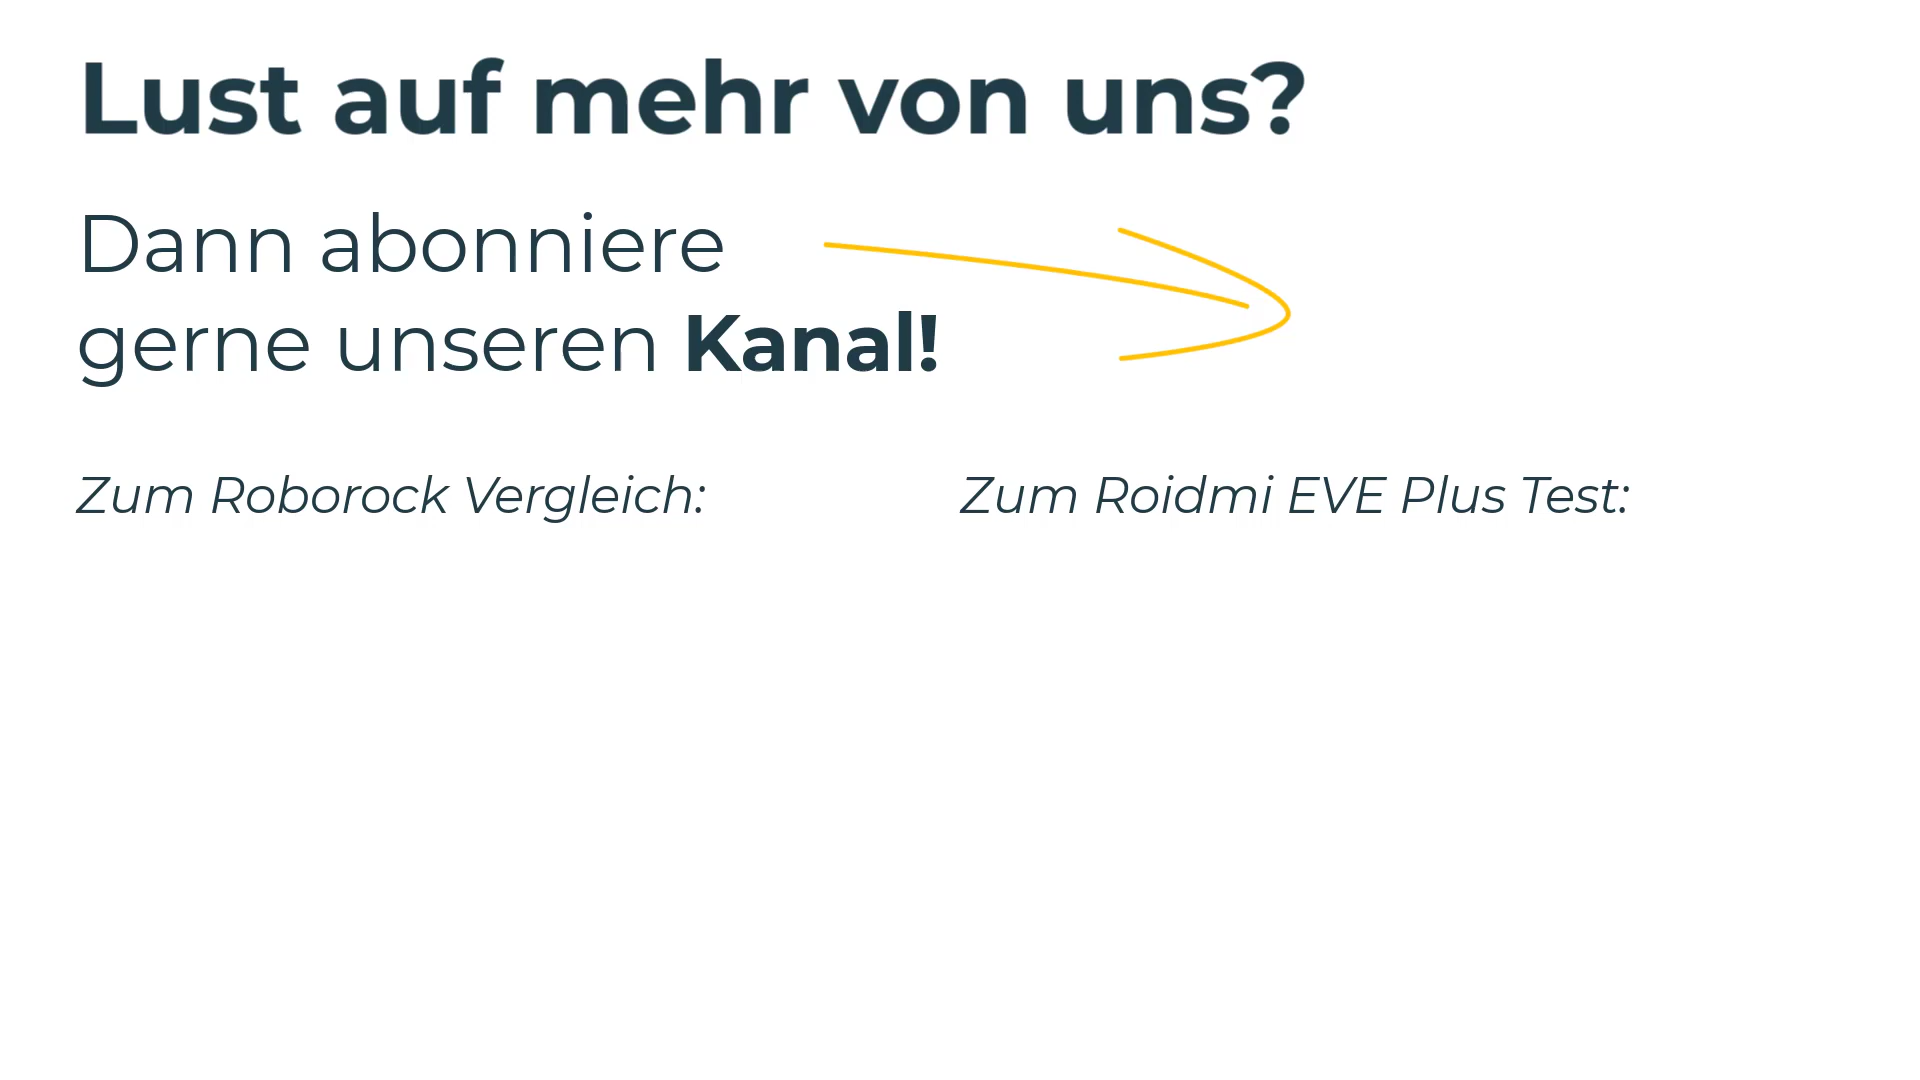 Lust auf mehr von uns?
Dann abonniere
gerne unseren Kanal!
Zum Roborock Vergleich:
Zum Roidmi EVE Plus Test: